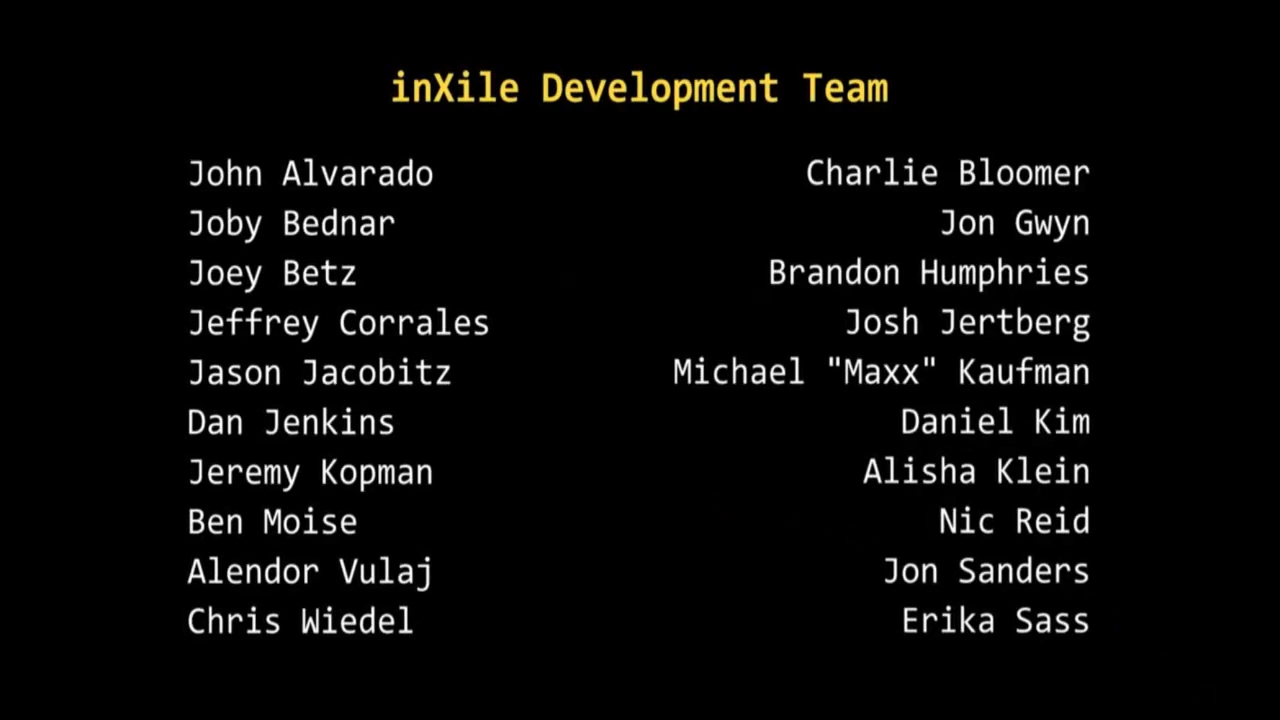 inXile Development Team
John Alvarado
Joby Bednar
Joey Betz
Jeffrey Corrales
Jason Jacobitz
Dan Jenkins
Jeremy Kopman
Ben Moise
Alendor Vulaj
Chris Wiedel
Charlie Bloomer
Jon Gwyn
Brandon Humphries
Josh Jertberg
Michael "Maxx" Kaufman
Daniel Kim
Alisha Klein
Nic Reid
Jon Sanders
Erika Sass